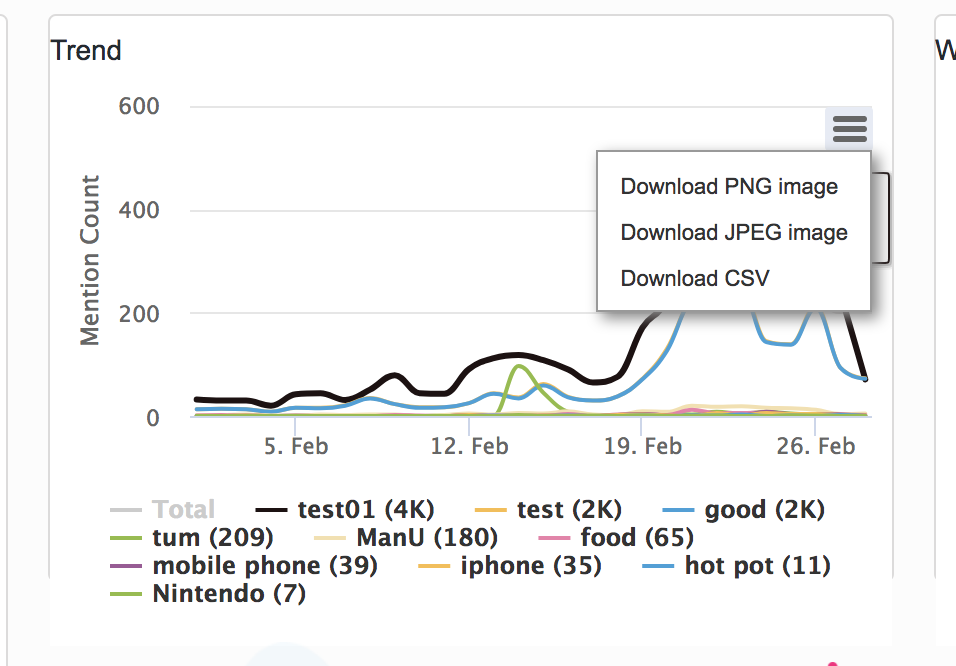 Trend
W
600
Download PNG image
400
Download JPEG image
Mention Count
Download CSV
200
0
5. Feb 12. Feb 19. Feb 26. Feb
Total test01 (4K) test (2K) good (2K)
tum (209) ManU (180) food (65)
mobile phone (39) iphone (35) hot pot (11)
Nintendo (7)